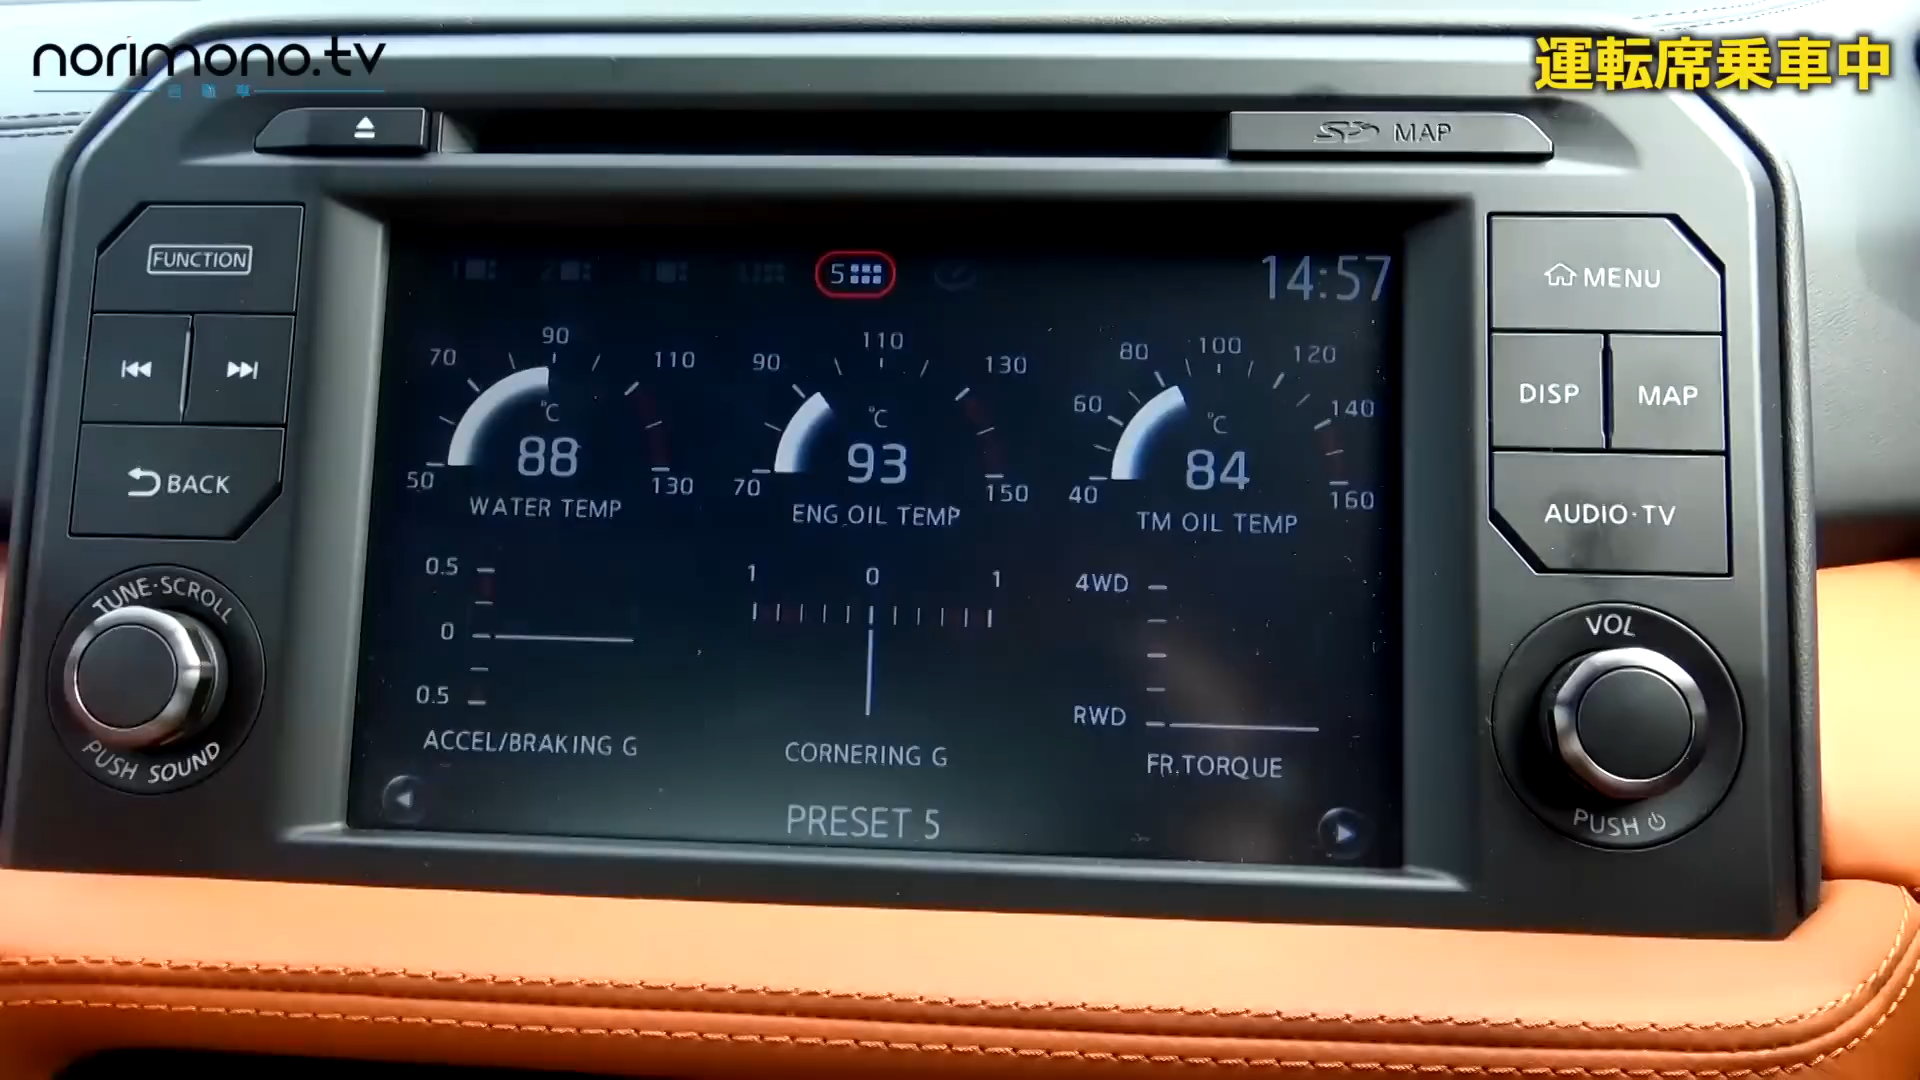 norimono.tv
運転席乗車中
MAP
FUNCTION
BACK
TUNE·SCROLL
PUSH SOUND
5
14:57
50 70 90 110 130
°C
88
WATER TEMP
70 90 110 130 150
°C
93
ENG OIL TEMP
40 60 80 100 120 140 160
°C
84
TM OIL TEMP
0.5
0
0.5
ACCEL/BRAKING G
1 0 1
CORNERING G
4WD
RWD
FR.TORQUE
PRESET 5
MENU
DISP
MAP
AUDIO·TV
VOL
PUSH